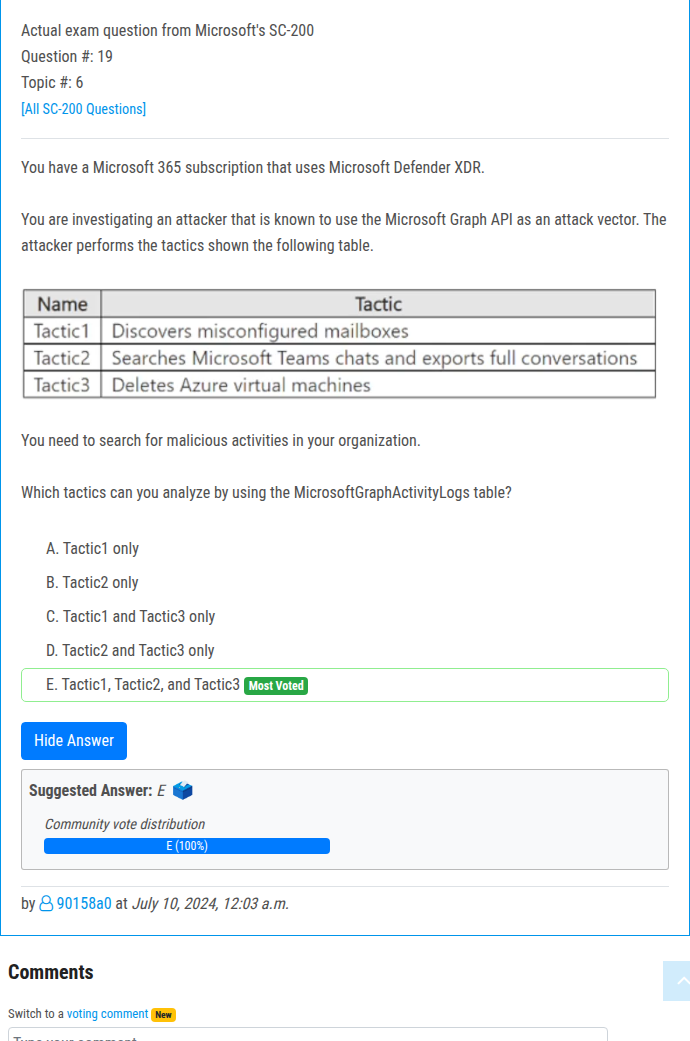 Actual exam question from Microsoft's SC-200
Question #: 19
Topic #: 6
[All SC-200 Questions]
You have a Microsoft 365 subscription that uses Microsoft Defender XDR.
You are investigating an attacker that is known to use the Microsoft Graph API as an attack vector. The
attacker performs the tactics shown the following table.
Name Tactic
Tactic1 Discovers misconfigured mailboxes
Tactic2 Searches Microsoft Teams chats and exports full conversations
Tactic3 Deletes Azure virtual machines
You need to search for malicious activities in your organization.
Which tactics can you analyze by using the MicrosoftGraphActivityLogs table?
A. Tactic1 only
B. Tactic2 only
C. Tactic1 and Tactic3 only
D. Tactic2 and Tactic3 only
E. Tactic1, Tactic2, and Tactic3 Most Voted
Hide Answer
Suggested Answer: E
Community vote distribution
E (100%)
by 90158a0 at July 10, 2024, 12:03 a.m.
Comments
Switch to a voting comment New
Type your comment